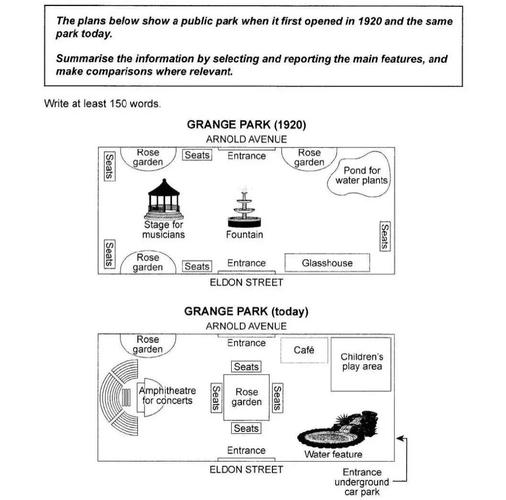 The plans below show a public park when it first opened in 1920 and the same
park today.
Summarise the information by selecting and reporting the main features, and
make comparisons where relevant.
Write at least 150 words.
GRANGE PARK (1920)
ARNOLD AVENUE
Seats
Rose
garden
Seats
Entrance
Rose
garden
Pond for
water plants
Stage for
musicians
Fountain
Seats
Seats
Rose
garden
Seats
Entrance
Glasshouse
ELDON STREET
GRANGE PARK (today)
ARNOLD AVENUE
Rose
garden
Entrance
Café
Children's
play area
Seats
Amphitheatre
for concerts
Seats
Rose
garden
Seats
Seats
Water feature
Entrance
ELDON STREET
Entrance
underground
car park